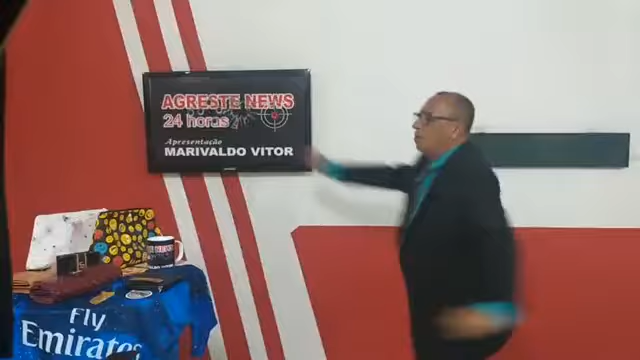 AGRESTE NEWS
24 horas
Apresentação
MARIVALDO VITOR
Fly
Emirates